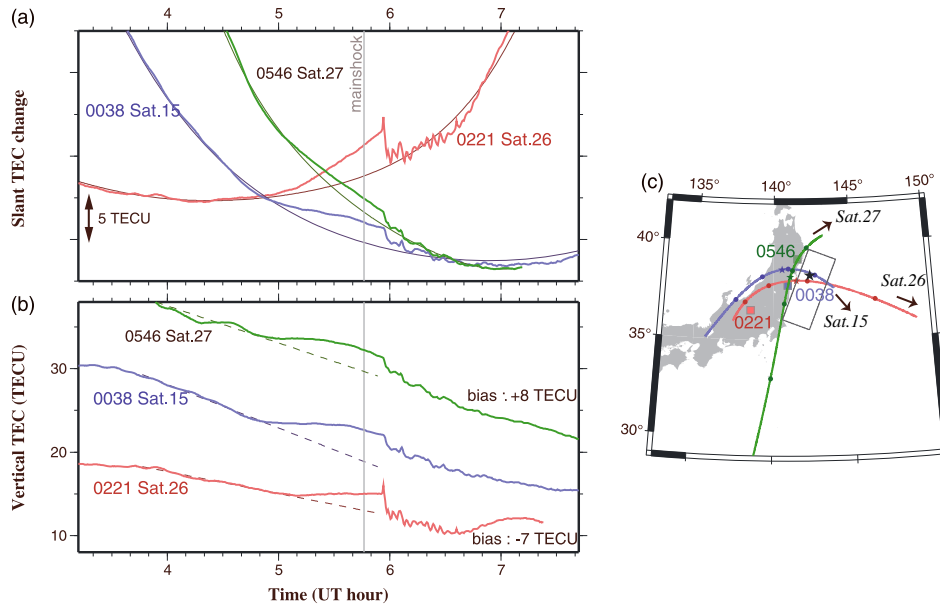 (a)
4 5 6 7
Slant TEC change
0546 Sat.27
0038 Sat.15
mainshock
0221 Sat.26
5 TECU
(b)
Vertical TEC (TECU)
30
20
10
0546 Sat.27
0038 Sat.15
0221 Sat.26
bias : +8 TECU
bias : -7 TECU
4 5 6 7
Time (UT hour)
(c)
135° 140° 145° 150°
40°
35°
30°
Sat.27
0546
Sat.26
0038
Sat.15
0221